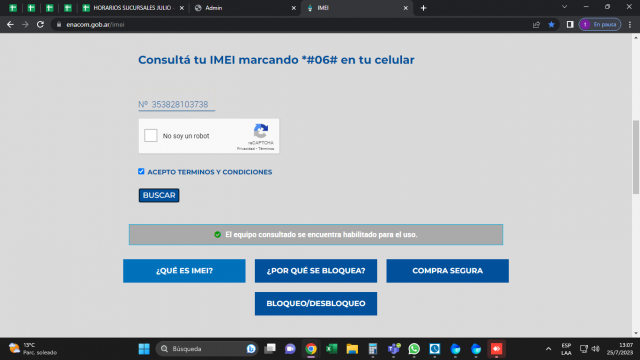 HORARIOS SUCURSALES JULIO -
Admin
IMEI
enacom.gob.ar/imei
1 En pausa
Consultá tu IMEI marcando *#06# en tu celular
Nº 353828103738
No soy un robot
reCAPTCHA
Privacidad - Términos
ACEPTO TERMINOS Y CONDICIONES
BUSCAR
El equipo consultado se encuentra habilitado para el uso.
¿QUÉ ES IMEI?
¿POR QUÉ SE BLOQUEA?
COMPRA SEGURA
BLOQUEO/DESBLOQUEO
13°C
Parc. soleado
Búsqueda
ESP
LAA
13:07
25/7/2023